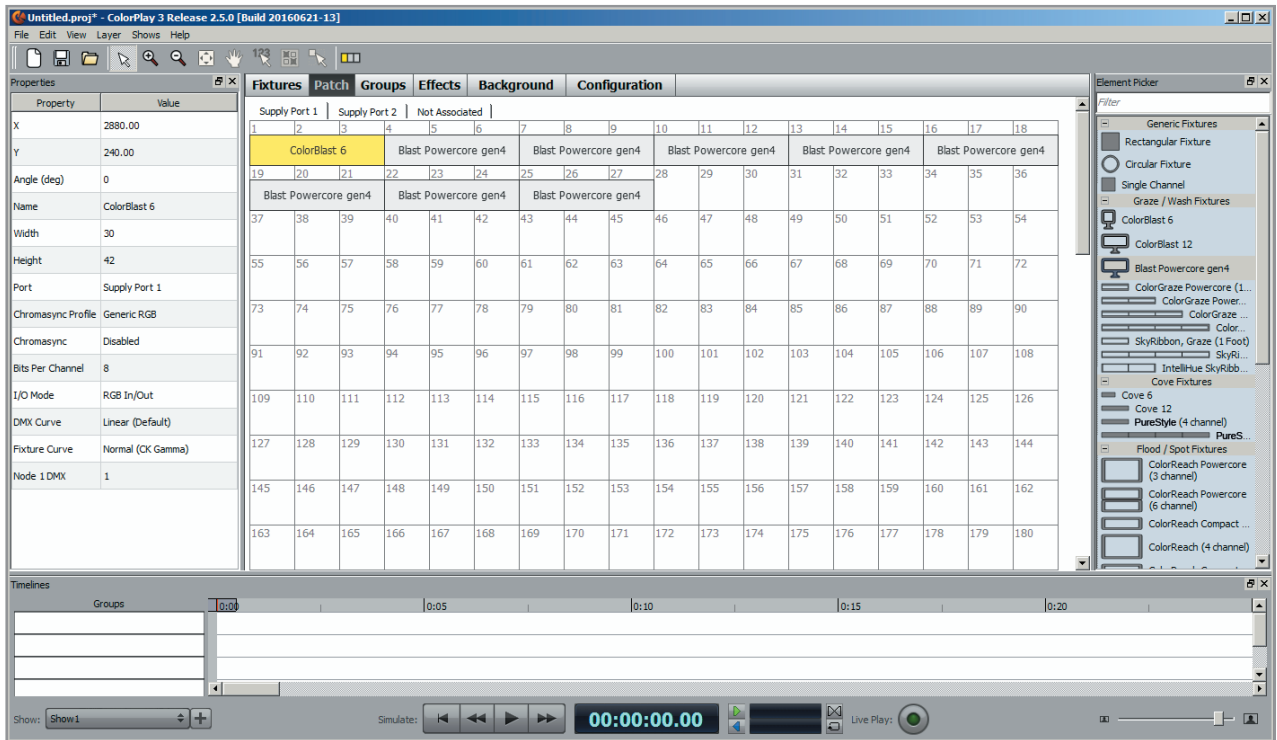 Untitled.proj* - ColorPlay 3 Release 2.5.0 [Build 20160621-13]
File Edit View Layer Shows Help
123
Properties
Property Value
X 2880.00
Y 240.00
Angle (deg) 0
Name ColorBlast 6
Width 30
Height 42
Port Supply Port 1
Chromasync Profile Generic RGB
Chromasync Disabled
Bits Per Channel 8
I/O Mode RGB In/Out
DMX Curve Linear (Default)
Fixture Curve Normal (CK Gamma)
Node 1 DMX 1
Fixtures Patch Groups Effects Background Configuration
Supply Port 1 Supply Port 2 Not Associated
1 2 3 4 5 6 7 8 9 10 11 12 13 14 15 16 17 18
ColorBlast 6 Blast Powercore gen4 Blast Powercore gen4 Blast Powercore gen4 Blast Powercore gen4 Blast Powercore gen4
19 20 21 22 23 24 25 26 27 28 29 30 31 32 33 34 35 36
Blast Powercore gen4 Blast Powercore gen4 Blast Powercore gen4
37 38 39 40 41 42 43 44 45 46 47 48 49 50 51 52 53 54
55 56 57 58 59 60 61 62 63 64 65 66 67 68 69 70 71 72
73 74 75 76 77 78 79 80 81 82 83 84 85 86 87 88 89 90
91 92 93 94 95 96 97 98 99 100 101 102 103 104 105 106 107 108
109 110 111 112 113 114 115 116 117 118 119 120 121 122 123 124 125 126
127 128 129 130 131 132 133 134 135 136 137 138 139 140 141 142 143 144
145 146 147 148 149 150 151 152 153 154 155 156 157 158 159 160 161 162
163 164 165 166 167 168 169 170 171 172 173 174 175 176 177 178 179 180
Element Picker
Filter
Generic Fixtures
Rectangular Fixture
Circular Fixture
Single Channel
Graze / Wash Fixtures
ColorBlast 6
ColorBlast 12
Blast Powercore gen4
ColorGraze Powercore (1...
ColorGraze Power...
ColorGraze ...
Color...
SkyRibbon, Graze (1 Foot)
SkyRi...
IntelliHue SkyRibb...
Cove Fixtures
Cove 6
Cove 12
PureStyle (4 channel)
PureS...
Flood / Spot Fixtures
ColorReach Powercore
(3 channel)
ColorReach Powercore
(6 channel)
ColorReach Compact ...
ColorReach (4 channel)
Timelines
Groups 0:00 0:05 0:10 0:15 0:20
Show: Show1 Simulate: 00:00:00.00 Live Play: